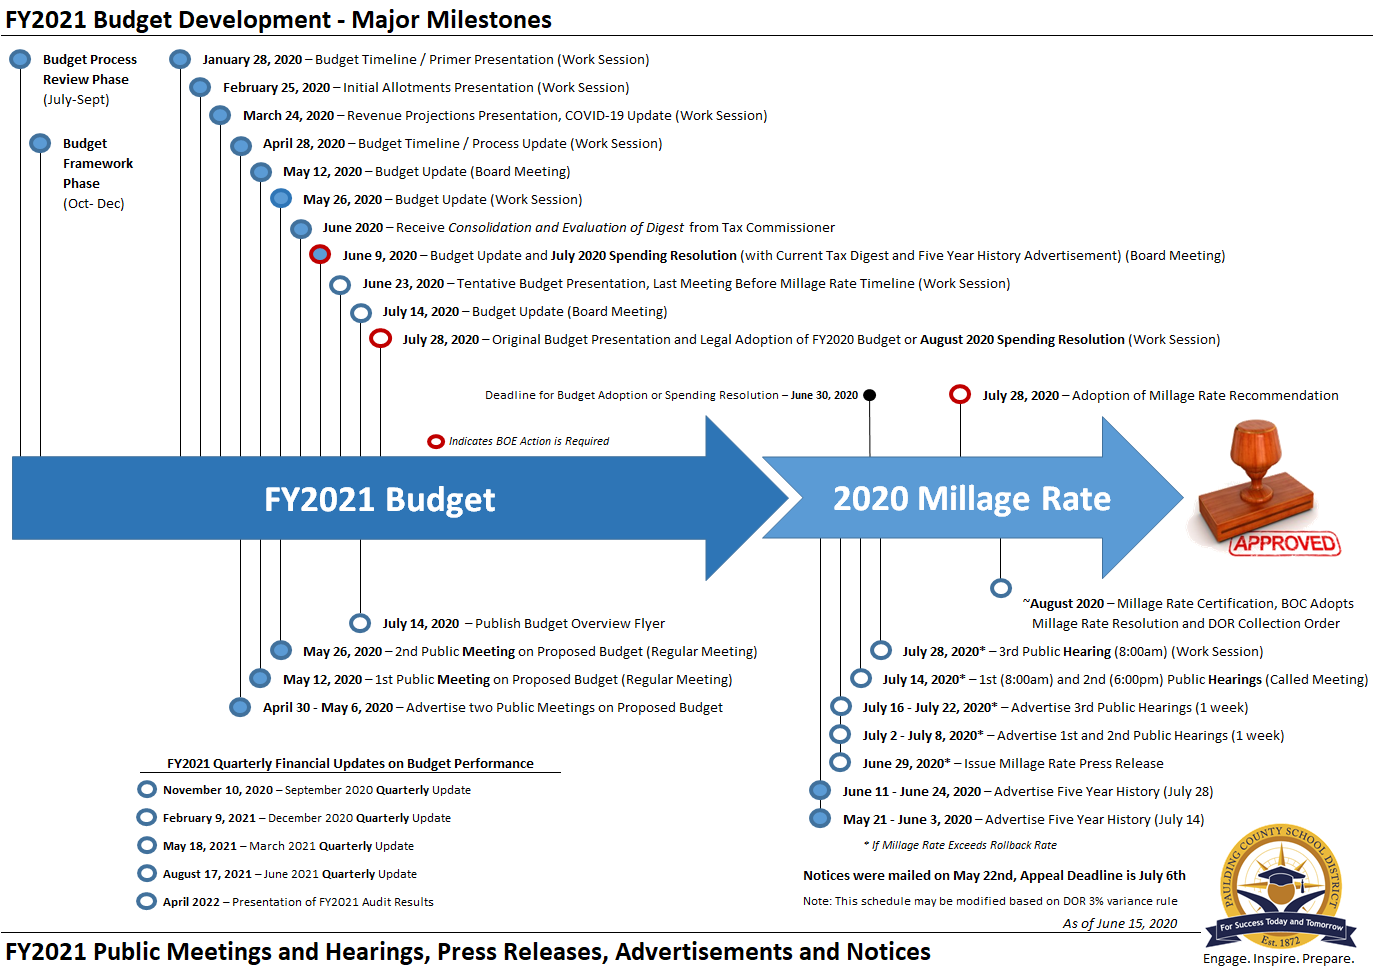 FY2021 Budget Development - Major Milestones
Budget Process
Review Phase
(July-Sept)
Budget
Framework
Phase
(Oct- Dec)
January 28, 2020 – Budget Timeline / Primer Presentation (Work Session)
February 25, 2020 – Initial Allotments Presentation (Work Session)
March 24, 2020 – Revenue Projections Presentation, COVID-19 Update (Work Session)
April 28, 2020 – Budget Timeline / Process Update (Work Session)
May 12, 2020 – Budget Update (Board Meeting)
May 26, 2020 – Budget Update (Work Session)
June 2020 – Receive Consolidation and Evaluation of Digest from Tax Commissioner
June 9, 2020 – Budget Update and July 2020 Spending Resolution (with Current Tax Digest and Five Year History Advertisement) (Board Meeting)
June 23, 2020 – Tentative Budget Presentation, Last Meeting Before Millage Rate Timeline (Work Session)
July 14, 2020 – Budget Update (Board Meeting)
July 28, 2020 – Original Budget Presentation and Legal Adoption of FY2020 Budget or August 2020 Spending Resolution (Work Session)
Deadline for Budget Adoption or Spending Resolution – June 30, 2020
July 28, 2020 – Adoption of Millage Rate Recommendation
Indicates BOE Action is Required
FY2021 Budget
2020 Millage Rate
APPROVED
~August 2020 – Millage Rate Certification, BOC Adopts
Millage Rate Resolution and DOR Collection Order
July 14, 2020 – Publish Budget Overview Flyer
May 26, 2020 – 2nd Public Meeting on Proposed Budget (Regular Meeting)
May 12, 2020 – 1st Public Meeting on Proposed Budget (Regular Meeting)
April 30 - May 6, 2020 – Advertise two Public Meetings on Proposed Budget
July 28, 2020* – 3rd Public Hearing (8:00am) (Work Session)
July 14, 2020* – 1st (8:00am) and 2nd (6:00pm) Public Hearings (Called Meeting)
July 16 - July 22, 2020* – Advertise 3rd Public Hearings (1 week)
July 2 - July 8, 2020* – Advertise 1st and 2nd Public Hearings (1 week)
June 29, 2020* – Issue Millage Rate Press Release
June 11 - June 24, 2020 – Advertise Five Year History (July 28)
May 21 - June 3, 2020 – Advertise Five Year History (July 14)
* If Millage Rate Exceeds Rollback Rate
FY2021 Quarterly Financial Updates on Budget Performance
November 10, 2020 – September 2020 Quarterly Update
February 9, 2021 – December 2020 Quarterly Update
May 18, 2021 – March 2021 Quarterly Update
August 17, 2021 – June 2021 Quarterly Update
April 2022 – Presentation of FY2021 Audit Results
Notices were mailed on May 22nd, Appeal Deadline is July 6th
Note: This schedule may be modified based on DOR 3% variance rule
As of June 15, 2020
PAULDING COUNTY SCHOOL DISTRICT
For Success Today and Tomorrow
Est. 1872
Engage. Inspire. Prepare.
FY2021 Public Meetings and Hearings, Press Releases, Advertisements and Notices